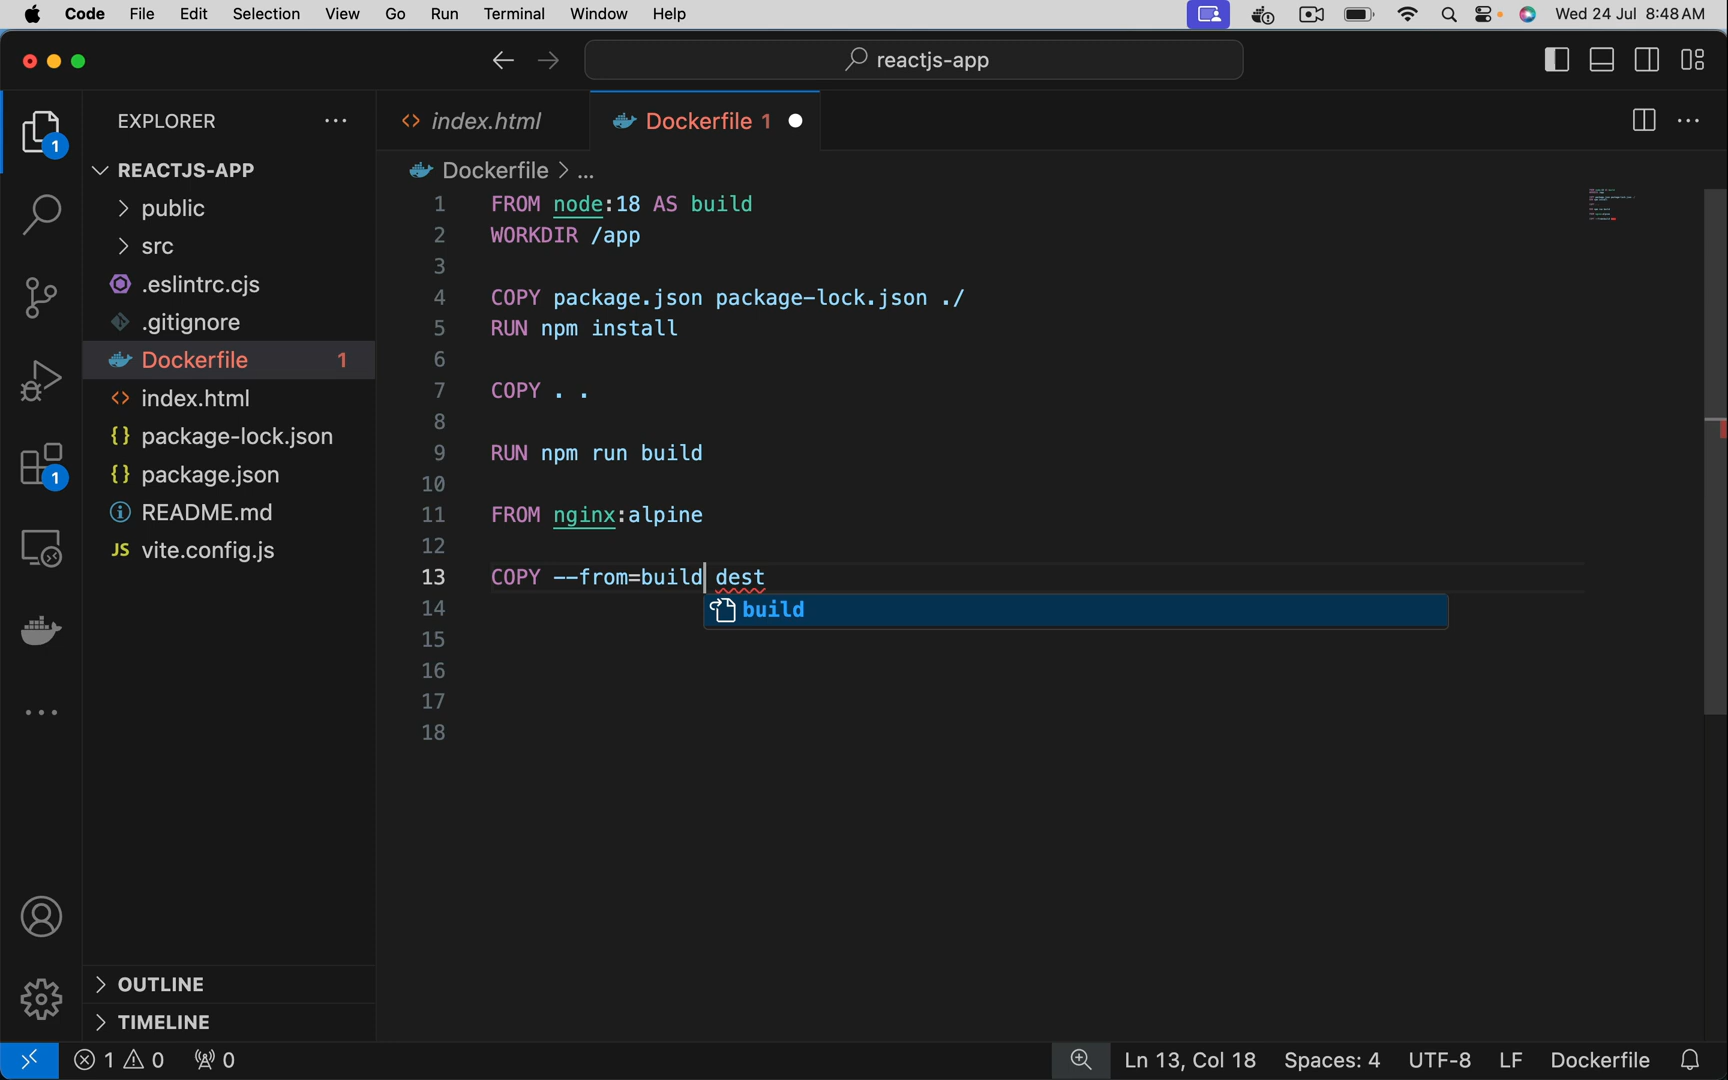 Code File Edit Selection View Go Run Terminal Window Help Wed 24 Jul 8:48 AM
reactjs-app
EXPLORER
REACTJS-APP
public
src
.eslintrc.cjs
.gitignore
Dockerfile 1
index.html
package-lock.json
package.json
README.md
JS vite.config.js
OUTLINE
TIMELINE
1
1
index.html Dockerfile 1
Dockerfile > ...
1 FROM node:18 AS build
2 WORKDIR /app
3
4 COPY package.json package-lock.json ./
5 RUN npm install
6
7 COPY . .
8
9 RUN npm run build
10
11 FROM nginx:alpine
12
13 COPY --from=build dest
build
14
15
16
17
18
1 0 0 Ln 13, Col 18 Spaces: 4 UTF-8 LF Dockerfile